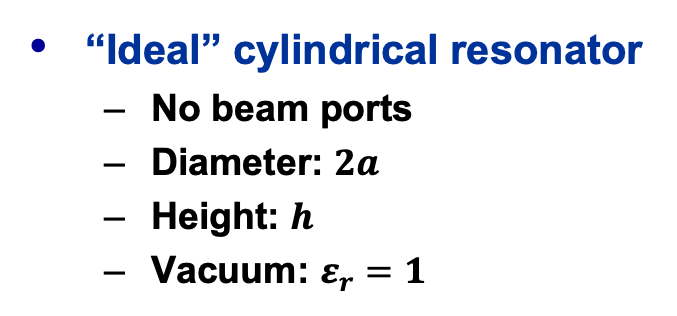 • “Ideal” cylindrical resonator
– No beam ports
– Diameter: 2𝒂
– Height: 𝒉
– Vacuum: 𝜺ᵣ = 1